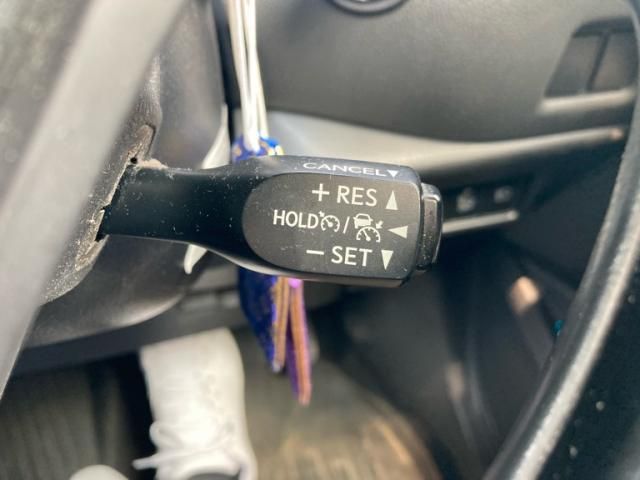 CANCEL
+ RES
HOLD /
− SET